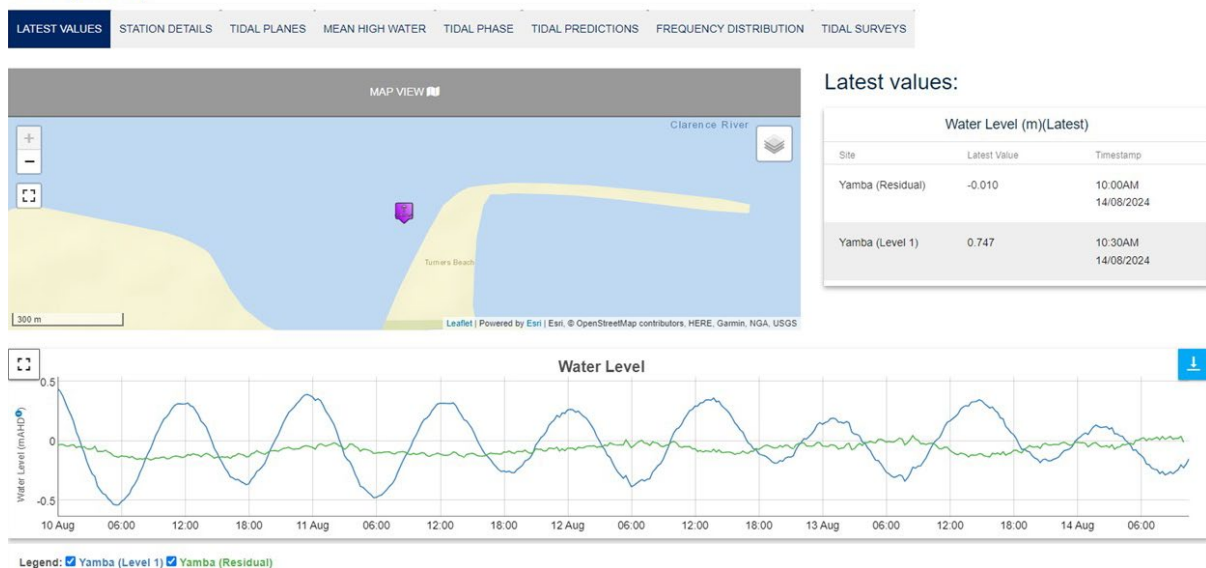 LATEST VALUES STATION DETAILS TIDAL PLANES MEAN HIGH WATER TIDAL PHASE TIDAL PREDICTIONS FREQUENCY DISTRIBUTION TIDAL SURVEYS
MAP VIEW
+
−
Clarence River
Turners Beach
300 m
Leaflet | Powered by Esri | Esri, © OpenStreetMap contributors, HERE, Garmin, NGA, USGS
Latest values:
Water Level (m)(Latest)
Site Latest Value Timestamp
Yamba (Residual) -0.010 10:00AM
14/08/2024
Yamba (Level 1) 0.747 10:30AM
14/08/2024
Water Level
Water Level (mAHD)
0.5
0
-0.5
10 Aug 06:00 12:00 18:00 11 Aug 06:00 12:00 18:00 12 Aug 06:00 12:00 18:00 13 Aug 06:00 12:00 18:00 14 Aug 06:00
Legend: Yamba (Level 1) Yamba (Residual)